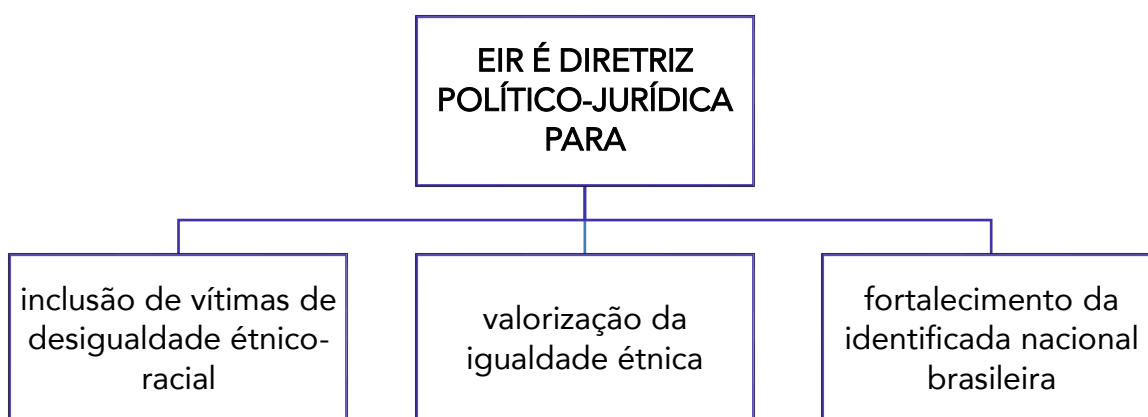 EIR É DIRETRIZ
POLÍTICO-JURÍDICA
PARA
inclusão de vítimas de
desigualdade étnico-
racial
valorização da
igualdade étnica
fortalecimento da
identificada nacional
brasileira